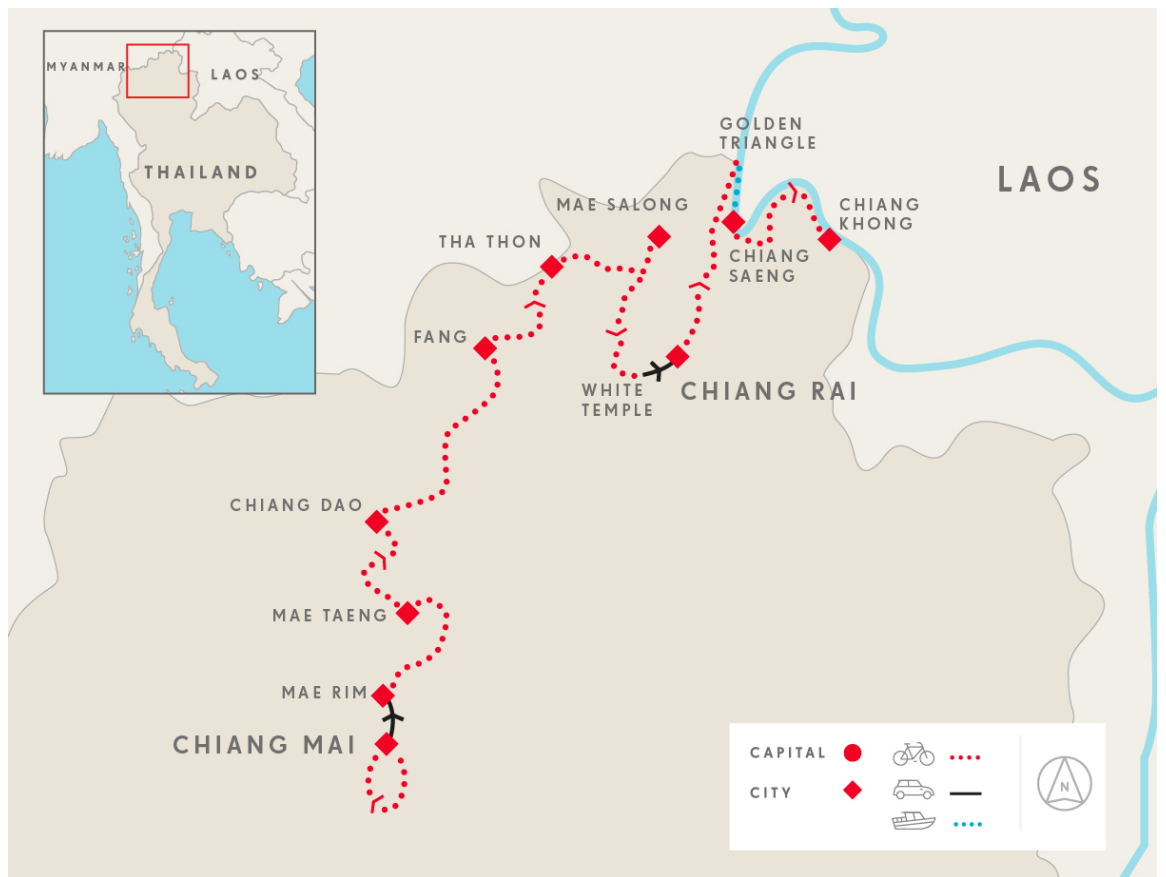 MYANMAR
LAOS
THAILAND
GOLDEN
TRIANGLE
LAOS
MAE SALONG
CHIANG
KHONG
THA THON
CHIANG
SAENG
FANG
WHITE
TEMPLE
CHIANG RAI
CHIANG DAO
MAE TAENG
MAE RIM
CHIANG MAI
CAPITAL
CITY
N